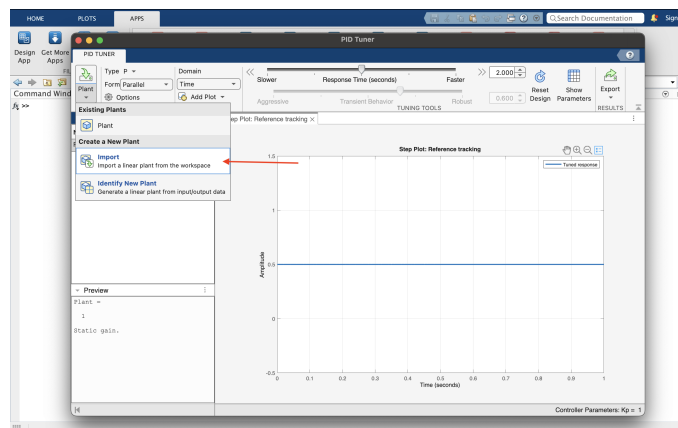 HOME PLOTS APPS Search Documentation Sign
Design App
Get More Apps
FIL
Command Wind
fx >>
PID Tuner
PID TUNER
Plant
Type P
Form Parallel
Options
Domain
Time
Add Plot
Slower Response Time (seconds) Faster 2.000
Aggressive Transient Behavior Robust 0.600
TUNING TOOLS
Reset Design
Show Parameters
Export
RESULTS
Existing Plants
Plant
Create a New Plant
Import
Import a linear plant from the workspace
Identify New Plant
Generate a linear plant from input/output data
ep Plot: Reference tracking ×
Step Plot: Reference tracking
Tuned response
1.5
1
0.5
0
-0.5
Amplitude
0 0.1 0.2 0.3 0.4 0.5 0.6 0.7 0.8 0.9 1
Time (seconds)
Preview
Plant =
1
Static gain.
Controller Parameters: Kp = 1